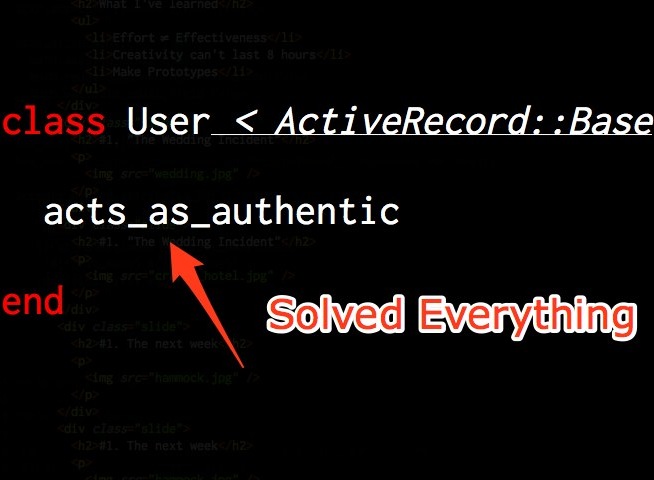 <h2>What I've learned</h2>
<ul>
<li>Effort ≠ Effectiveness</li>
<li>Creativity can't last 8 hours</li>
<li>Make Prototypes</li>
</ul>
</div>
class User < ActiveRecord::Base
<h2>#1. "The Wedding Incident"</h2>
<p>
<img src="wedding.jpg" />
</p>
acts_as_authentic
<h2>#1. "The Wedding Incident"</h2>
<p>
<img src="hotel.jpg" />
</p>
end
</div>
Solved Everything
<div class="slide">
<h2>#1. The next week</h2>
<p>
<img src="hammock.jpg" />
</p>
</div>
<div class="slide">
<h2>#1. The next week</h2>
<p>